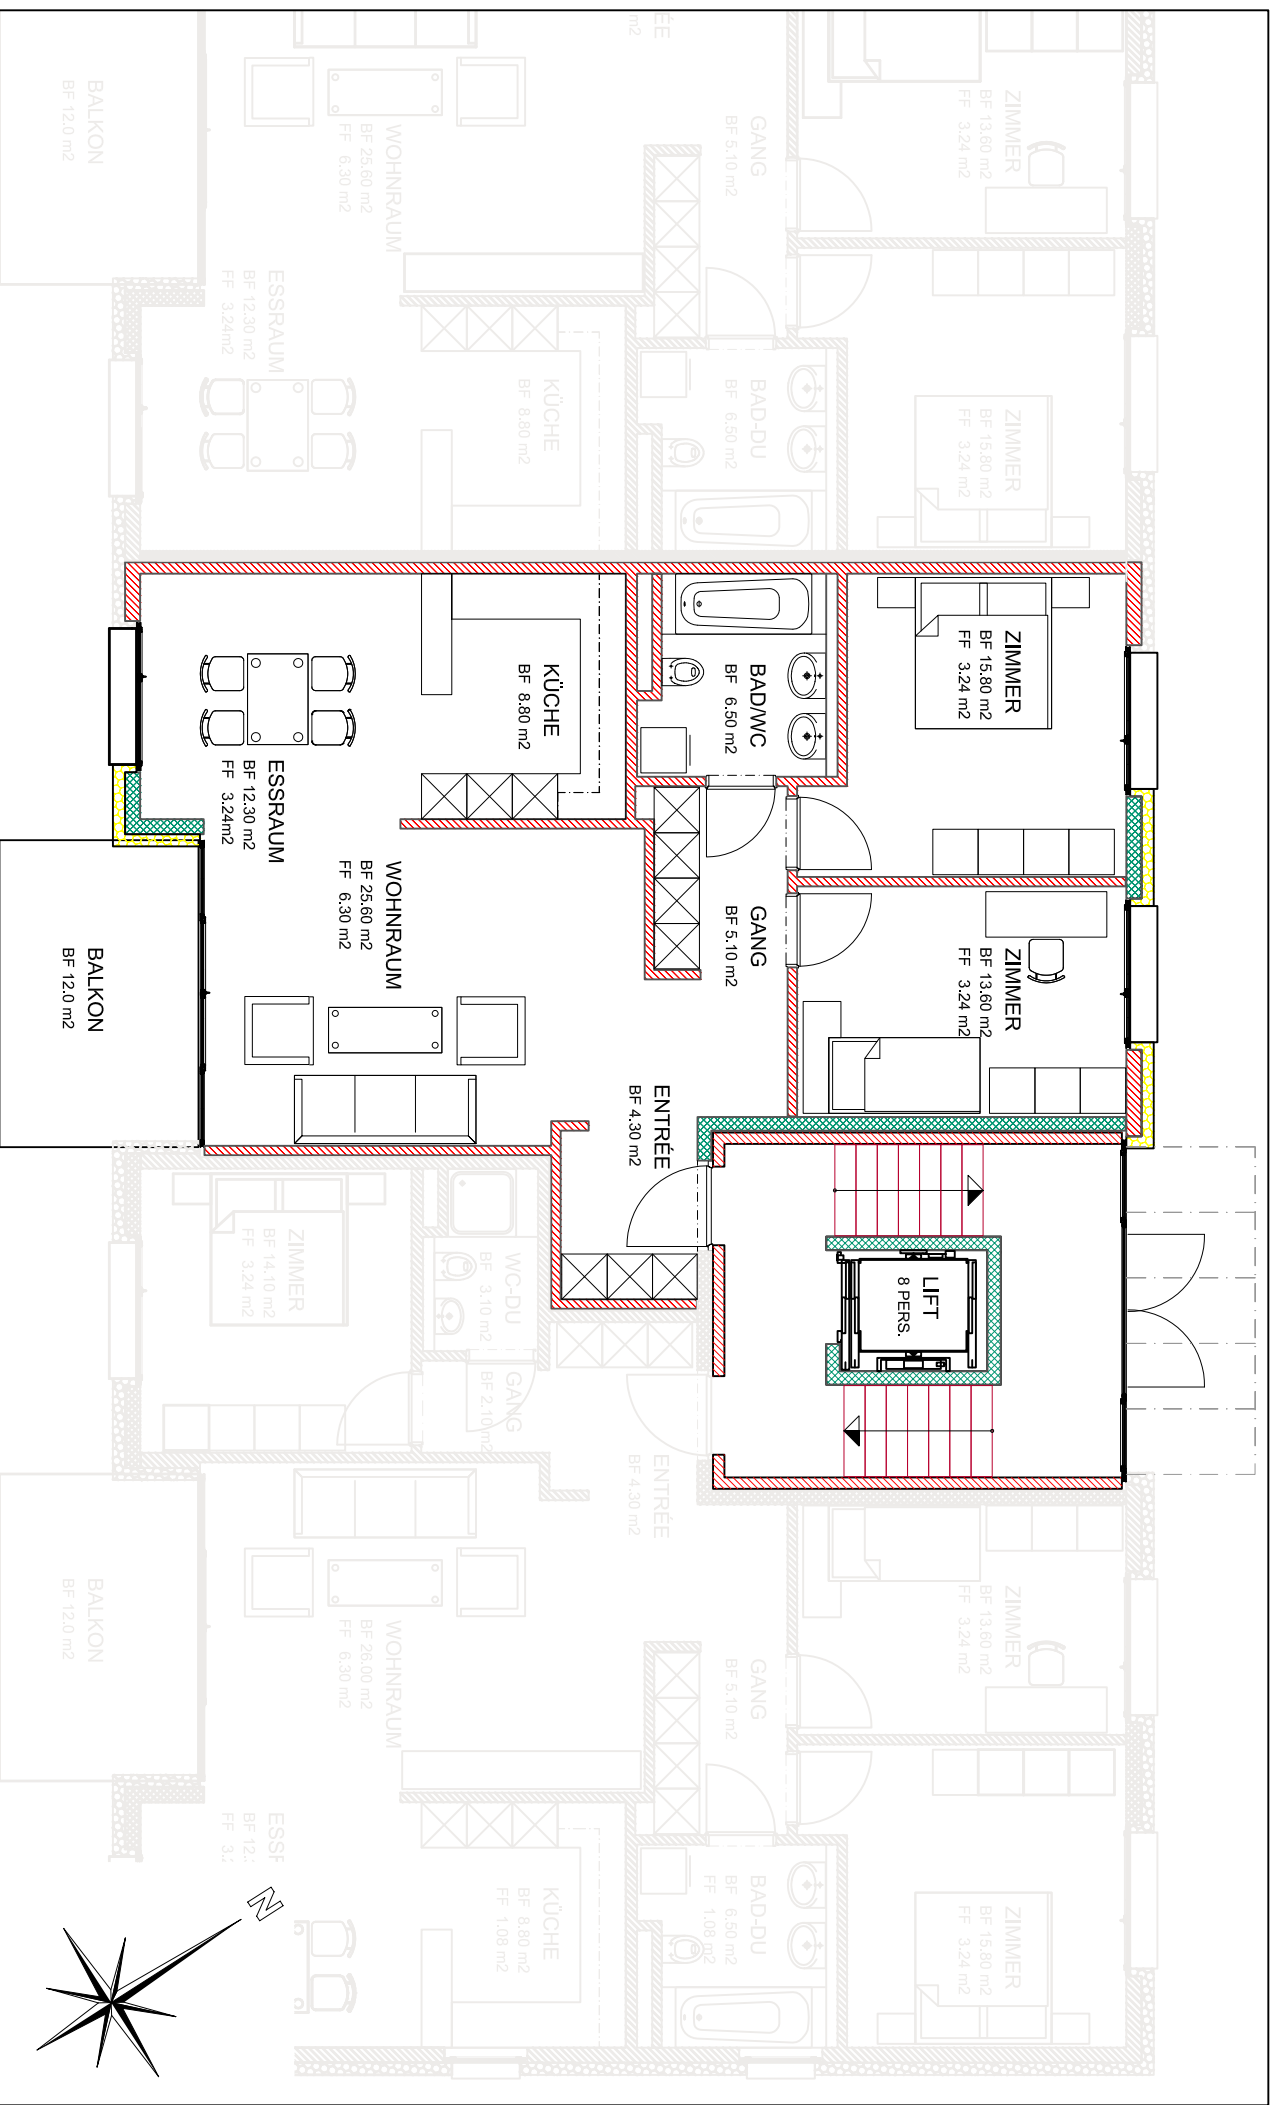 BALKON
BF 12.0 m2
WOHNRAUM
BF 25.60 m2
FF 6.30 m2
ESSRAUM
BF 12.30 m2
FF 3.24m2
KÜCHE
BF 8.80 m2
GANG
BF 5.10 m2
BAD-DU
BF 6.50 m2
ZIMMER
BF 13.60 m2
FF 3.24 m2
ZIMMER
BF 15.80 m2
FF 3.24 m2
ZIMMER
BF 15.80 m2
FF 3.24 m2
BAD/WC
BF 6.50 m2
KÜCHE
BF 8.80 m2
ESSRAUM
BF 12.30 m2
FF 3.24m2
WOHNRAUM
BF 25.60 m2
FF 6.30 m2
GANG
BF 5.10 m2
ZIMMER
BF 13.60 m2
FF 3.24 m2
BALKON
BF 12.0 m2
ENTRÉE
BF 4.30 m2
LIFT
8 PERS.
ZIMMER
BF 14.10 m2
FF 3.24 m2
WC-DU
BF 3.10 m2
GANG
BF 2.10 m2
ENTRÉE
BF 4.30 m2
BALKON
BF 12.0 m2
WOHNRAUM
BF 26.00 m2
FF 6.30 m2
GANG
BF 5.10 m2
ZIMMER
BF 13.60 m2
FF 3.24 m2
KÜCHE
BF 8.80 m2
FF 1.08 m2
BAD-DU
BF 6.50 m2
FF 1.08 m2
ZIMMER
BF 15.80 m2
FF 3.24 m2
N